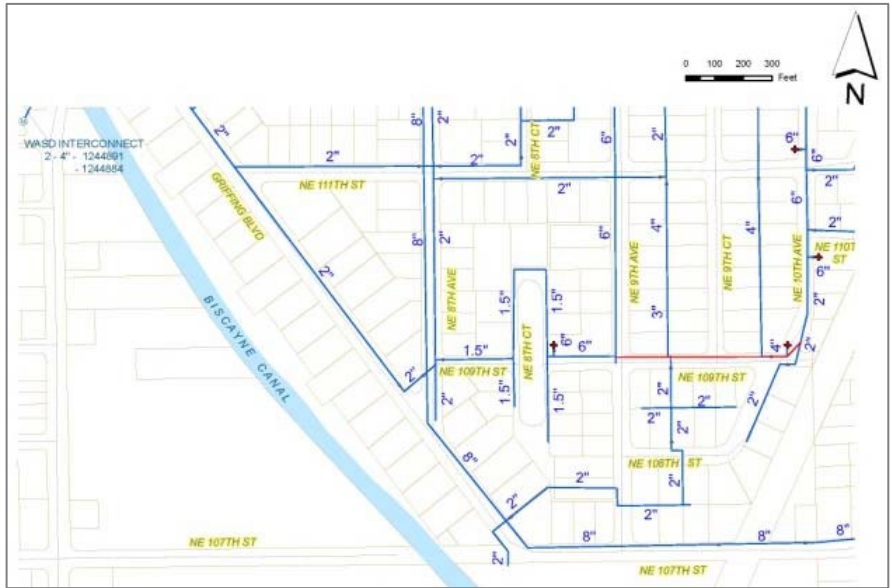 0 100 200 300
Feet
N
WASD INTERCONNECT
2 - 4" - 1244891
- 1244884
2"
8"
2"
2"
2"
NE 8TH CT
6"
2"
6"
6"
2"
2"
2"
NE 111TH ST
2"
6"
GRIFFING BLVD
8"
2"
6"
4"
4"
2"
NE 110T
ST
NE 9TH AVE
NE 9TH CT
NE 10TH AVE
6"
2"
BISCAYNE CANAL
NE 8TH AVE
1.5"
1.5"
2"
3"
NE 8TH CT
6"
6"
4"
2"
1.5"
NE 109TH ST
2"
2"
1.5"
1.5"
2"
NE 109TH ST
2"
2"
2"
2"
8"
NE 108TH ST
2"
2"
2"
2"
NE 107TH ST
2"
8"
8"
NE 107TH ST